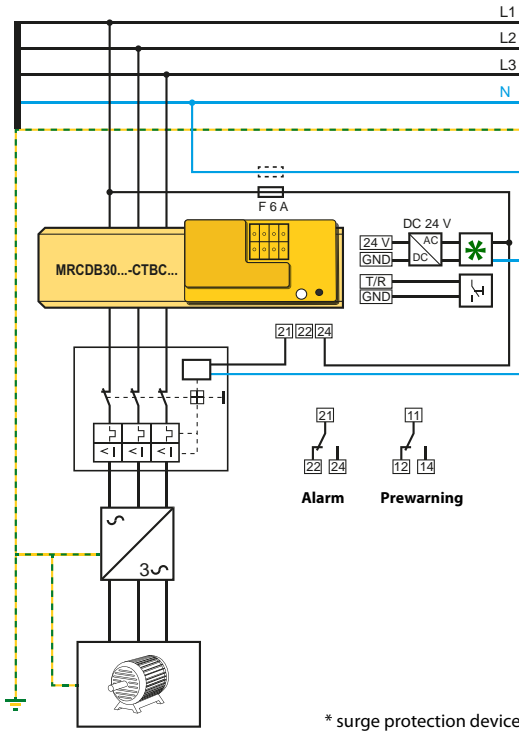 L1
L2
L3
N
F 6 A
DC 24 V
24 V
GND
AC
DC
*
T/R
GND
MRCDB30...-CTBC...
21 22 24
21
22 24
Alarm
11
12 14
Prewarning
< I < I < I
3
* surge protection device